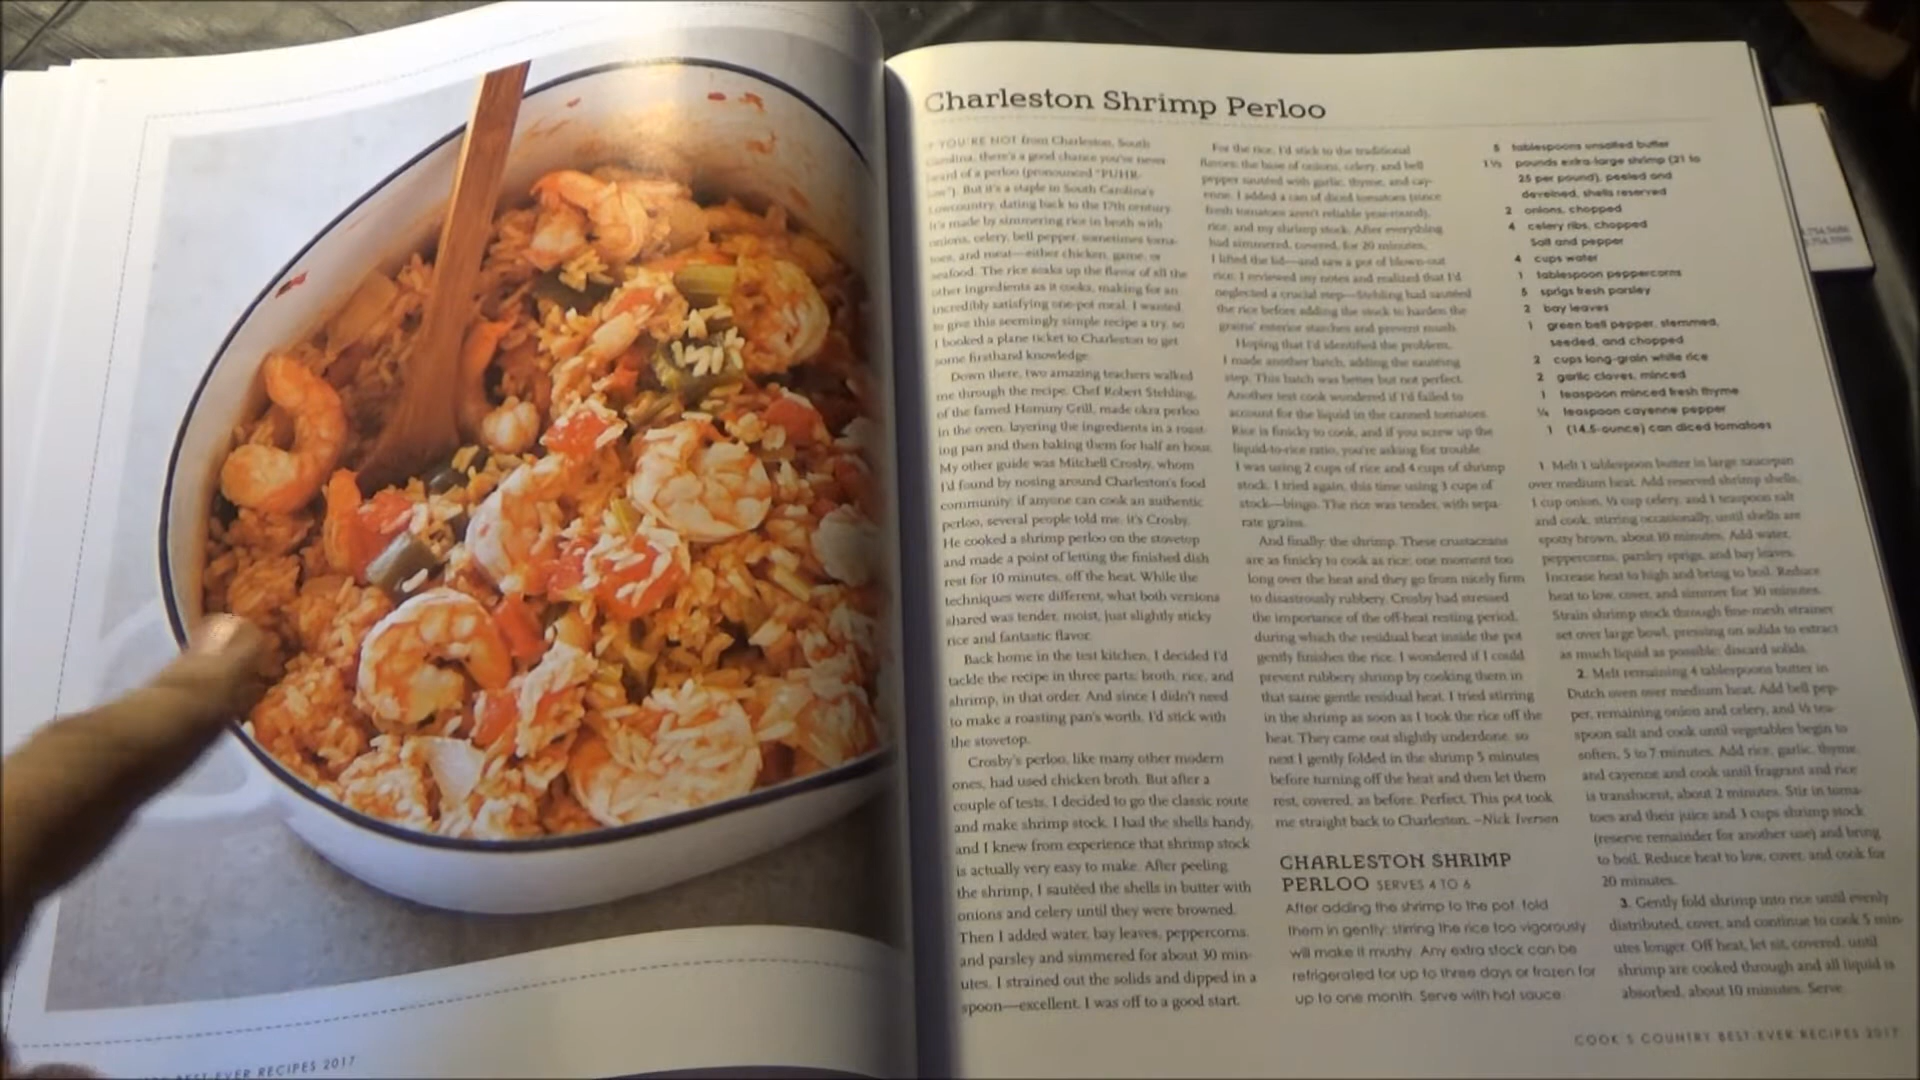 Charleston Shrimp Perloo
YOU'RE NOT from Charleston, South
Carolina, there's a good chance you've never
heard of a perloo (pronounced "PUHR-
But it's a staple in South Carolina's
Lowcountry, dating back to the 17th century
It's made by simmering rice in broth with
onions, celery, bell pepper, sometimes toma-
toes, and meat—either chicken, game, or
seafood. The rice soaks up the flavor of all the
other ingredients as it cooks, making for an
incredibly satisfying one-pot meal. I wanted
to give this seemingly simple recipe a try, so
I booked a plane ticket to Charleston to get
some firsthand knowledge.
Down there, two amazing teachers walked
me through the recipe. Chef Robert Stehling,
of the famed Hominy Grill, made okra perloo
in the oven, layering the ingredients in a roast-
ing pan and then baking them for half an hour.
My other guide was Mitchell Crosby, whom
I'd found by nosing around Charleston's food
community: if anyone can cook an authentic
perloo, several people told me, it's Crosby.
He cooked a shrimp perloo on the stovetop
and made a point of letting the finished dish
rest for 10 minutes, off the heat. While the
techniques were different, what both versions
shared was tender, moist, just slightly sticky
rice and fantastic flavor.
Back home in the test kitchen, I decided I'd
tackle the recipe in three parts: broth, rice, and
shrimp, in that order. And since I didn't need
to make a roasting pan's worth, I'd stick with
the stovetop.
Crosby's perloo, like many other modern
ones, had used chicken broth. But after a
couple of tests, I decided to go the classic route
and make shrimp stock. I had the shells handy,
and I knew from experience that shrimp stock
is actually very easy to make. After peeling
the shrimp, I sautéed the shells in butter with
onions and celery until they were browned.
Then I added water, bay leaves, peppercorns,
and parsley and simmered for about 30 min-
utes. I strained out the solids and dipped in a
spoon—excellent. I was off to a good start.
For the rice, I'd stick to the traditional
flavors: the base of onions, celery, and bell
pepper sautéed with garlic, thyme, and cay-
enne. I added a can of diced tomatoes (since
fresh tomatoes aren't reliable year-round),
rice, and my shrimp stock. After everything
had simmered, covered, for 20 minutes,
I lifted the lid—and saw a pot of blown-out
rice. I reviewed my notes and realized that I'd
neglected a crucial step—Stehling had sautéed
the rice before adding the stock to harden the
grains' exterior starches and prevent mush.
Hoping that I'd identified the problem,
I made another batch, adding the sautéing
step. This batch was better but not perfect.
Another test cook wondered if I'd failed to
account for the liquid in the canned tomatoes.
Rice is finicky to cook, and if you screw up the
liquid-to-rice ratio, you're asking for trouble.
I was using 2 cups of rice and 4 cups of shrimp
stock. I tried again, this time using 3 cups of
stock—bingo. The rice was tender, with sepa-
rate grains.
And finally: the shrimp. These crustaceans
are as finicky to cook as rice: one moment too
long over the heat and they go from nicely firm
to disastrously rubbery. Crosby had stressed
the importance of the off-heat resting period,
during which the residual heat inside the pot
gently finishes the rice. I wondered if I could
prevent rubbery shrimp by cooking them in
that same gentle residual heat. I tried stirring
in the shrimp as soon as I took the rice off the
heat. They came out slightly underdone, so
next I gently folded in the shrimp 5 minutes
before turning off the heat and then let them
rest, covered, as before. Perfect. This pot took
me straight back to Charleston. –Nick Iverson
CHARLESTON SHRIMP
PERLOO SERVES 4 TO 6
After adding the shrimp to the pot, fold
them in gently; stirring the rice too vigorously
will make it mushy. Any extra stock can be
refrigerated for up to three days or frozen for
up to one month. Serve with hot sauce.
5 tablespoons unsalted butter
1½ pounds extra-large shrimp (21 to
25 per pound), peeled and
deveined, shells reserved
2 onions, chopped
4 celery ribs, chopped
Salt and pepper
4 cups water
1 tablespoon peppercorns
5 sprigs fresh parsley
2 bay leaves
1 green bell pepper, stemmed,
seeded, and chopped
2 cups long-grain white rice
2 garlic cloves, minced
1 teaspoon minced fresh thyme
¼ teaspoon cayenne pepper
1 (14.5-ounce) can diced tomatoes
1. Melt 1 tablespoon butter in large saucepan
over medium heat. Add reserved shrimp shells,
1 cup onion, ½ cup celery, and 1 teaspoon salt
and cook, stirring occasionally, until shells are
spotty brown, about 10 minutes. Add water,
peppercorns, parsley sprigs, and bay leaves.
Increase heat to high and bring to boil. Reduce
heat to low, cover, and simmer for 30 minutes.
Strain shrimp stock through fine-mesh strainer
set over large bowl, pressing on solids to extract
as much liquid as possible; discard solids.
2. Melt remaining 4 tablespoons butter in
Dutch oven over medium heat. Add bell pep-
per, remaining onion and celery, and ½ tea-
spoon salt and cook until vegetables begin to
soften, 5 to 7 minutes. Add rice, garlic, thyme,
and cayenne and cook until fragrant and rice
is translucent, about 2 minutes. Stir in toma-
toes and their juice and 3 cups shrimp stock
(reserve remainder for another use) and bring
to boil. Reduce heat to low, cover, and cook for
20 minutes.
3. Gently fold shrimp into rice until evenly
distributed, cover, and continue to cook 5 min-
utes longer. Off heat, let sit, covered, until
shrimp are cooked through and all liquid is
absorbed, about 10 minutes. Serve.
BEST-EVER RECIPES 2017
COOK'S COUNTRY BEST-EVER RECIPES 2017